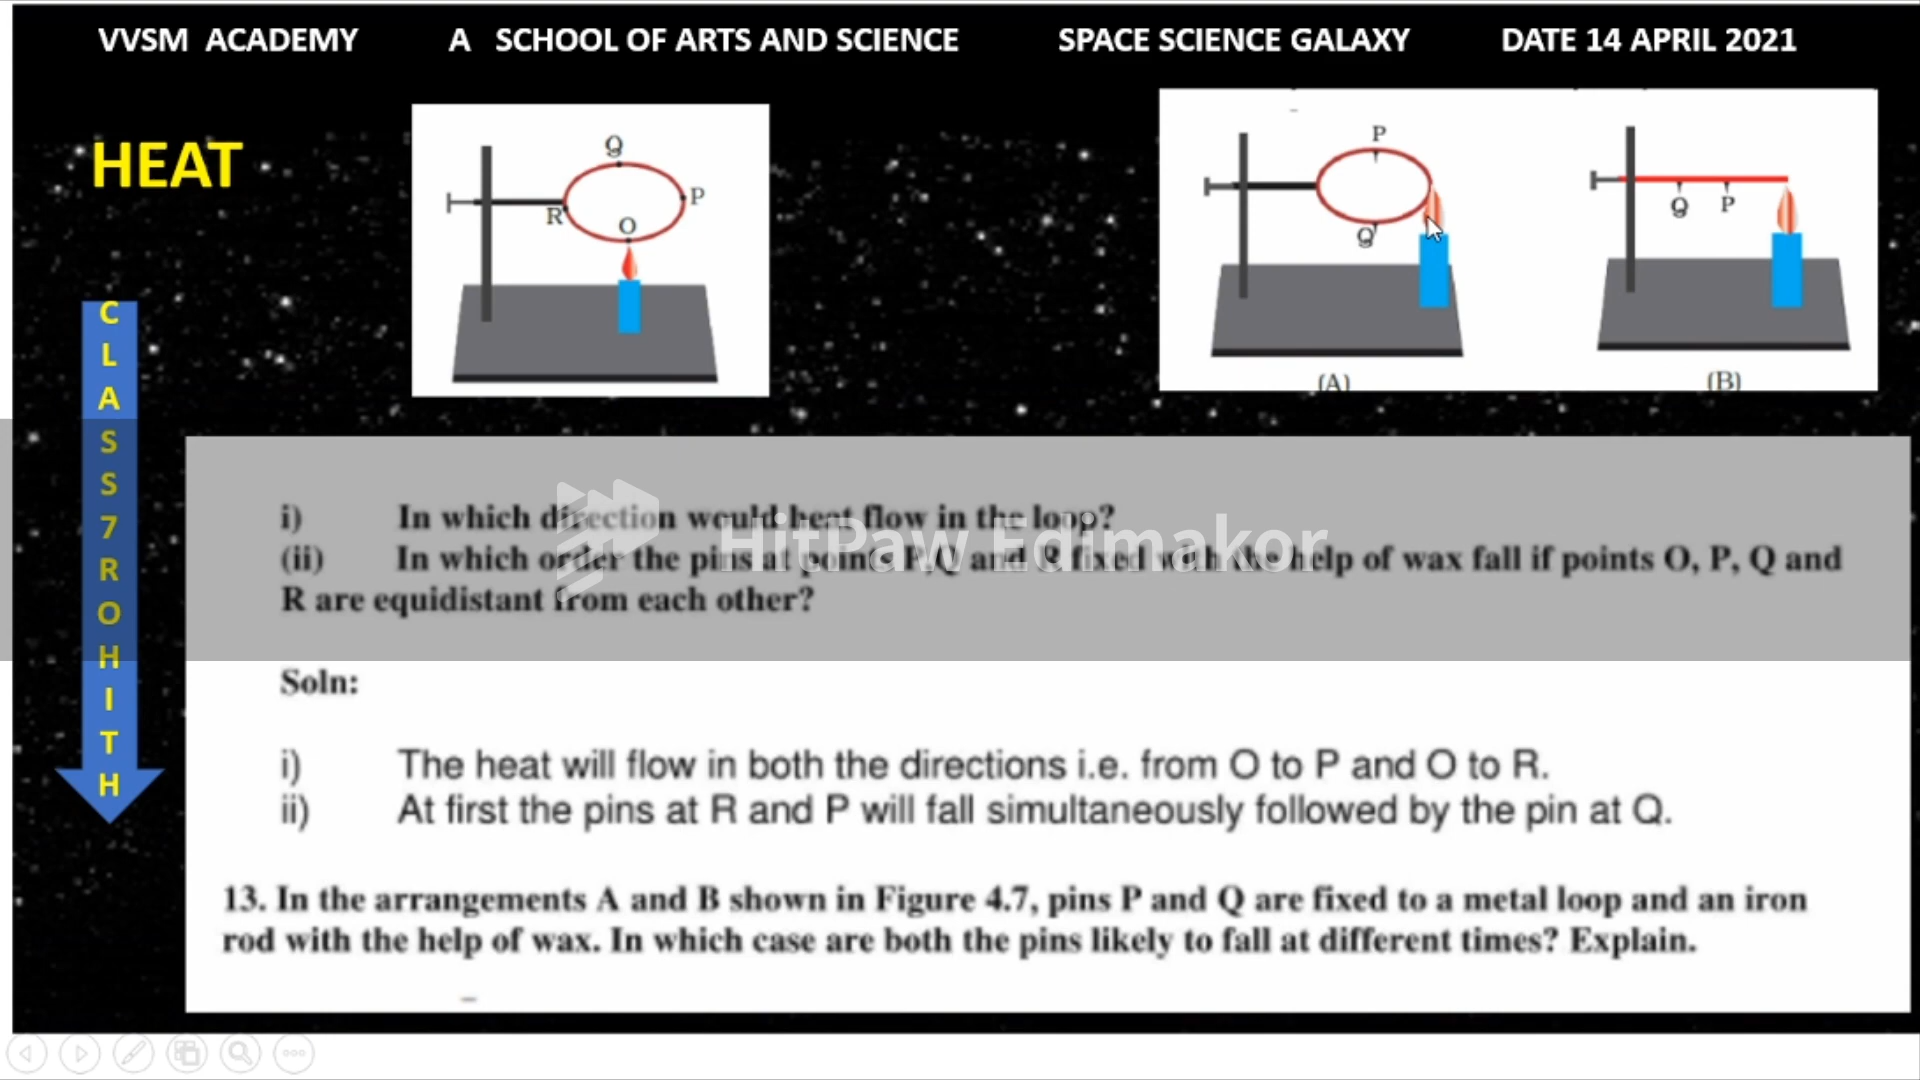 VVSM ACADEMY A SCHOOL OF ARTS AND SCIENCE SPACE SCIENCE GALAXY DATE 14 APRIL 2021
HEAT
Q
P
R
O
P
Q
(A)
Q P
(B)
C
L
A
S
S
7
R
O
H
I
T
H
i) In which direction would heat flow in the loop?
(ii) In which order the pins at points P,Q and R fixed with the help of wax fall if points O, P, Q and
R are equidistant from each other?
HitPaw Edimakor
Soln:
i) The heat will flow in both the directions i.e. from O to P and O to R.
ii) At first the pins at R and P will fall simultaneously followed by the pin at Q.
13. In the arrangements A and B shown in Figure 4.7, pins P and Q are fixed to a metal loop and an iron
rod with the help of wax. In which case are both the pins likely to fall at different times? Explain.